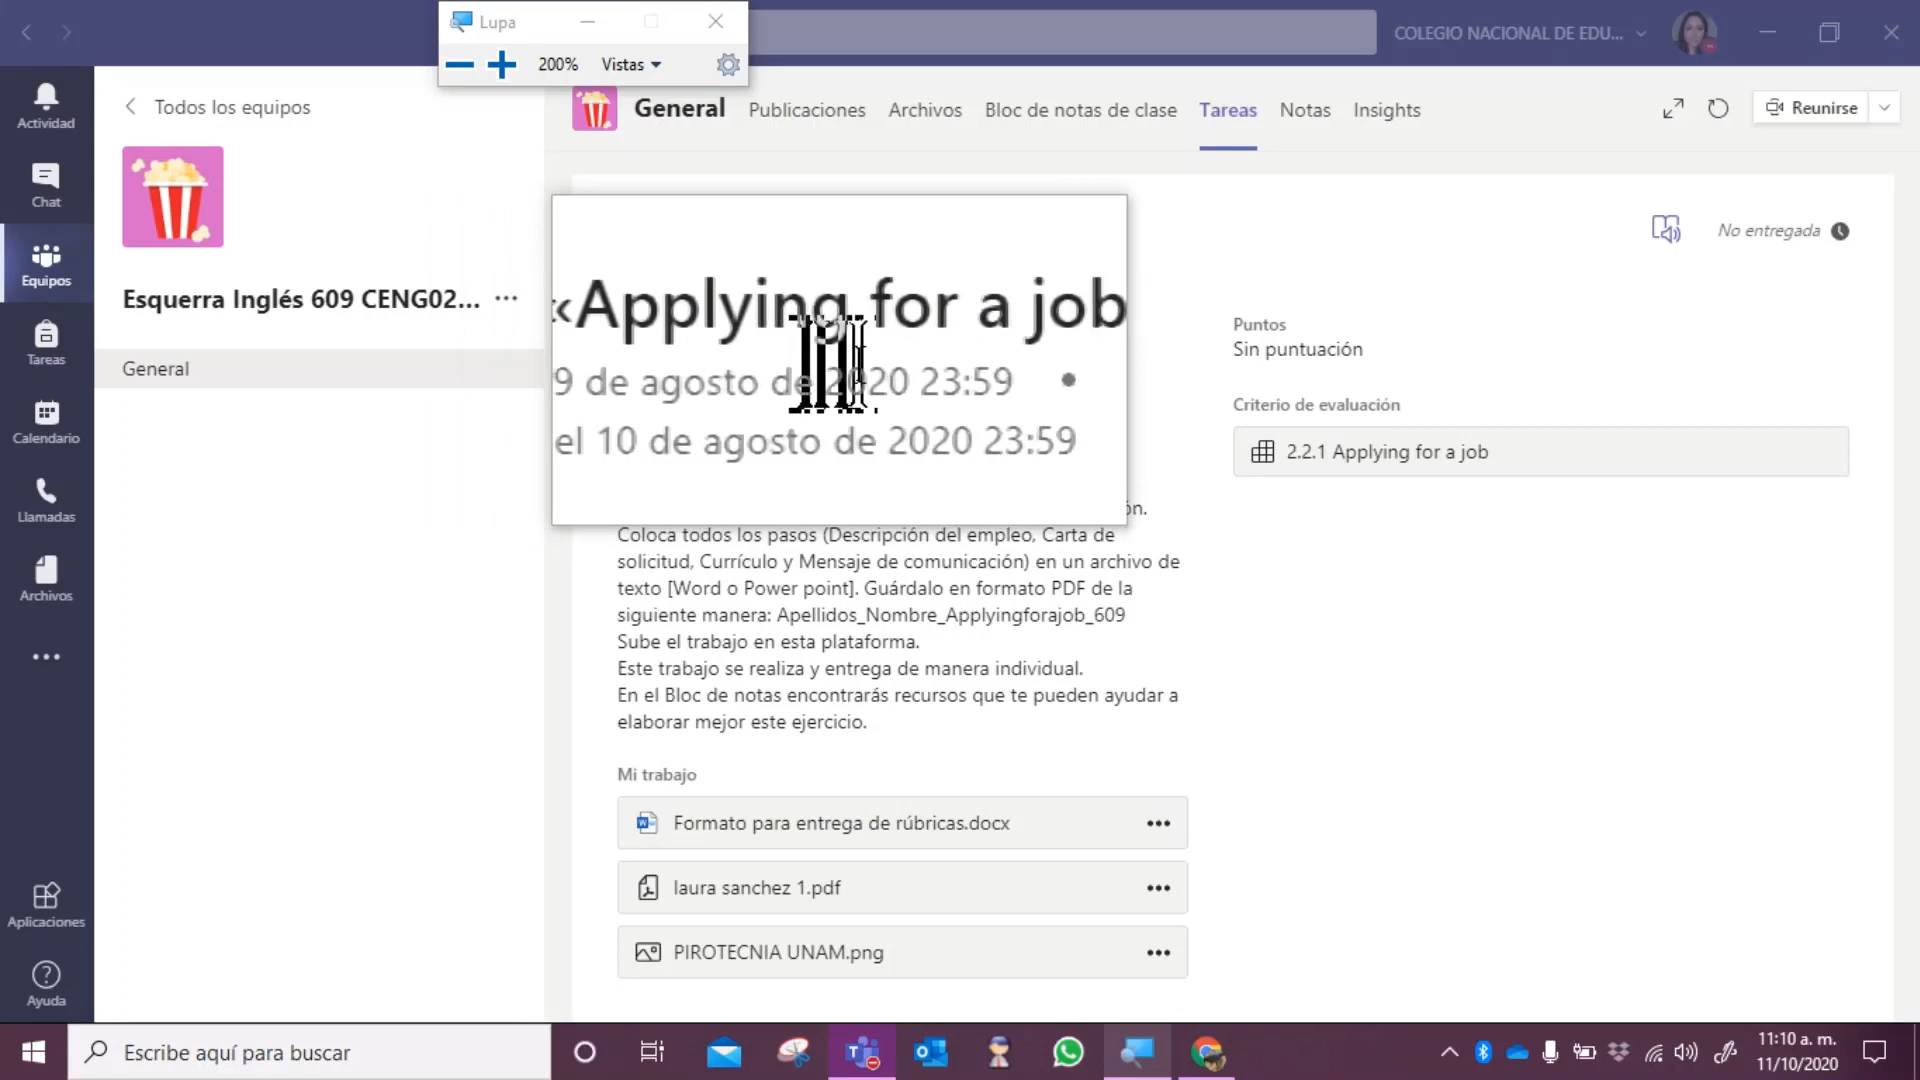 Lupa
200% Vistas
COLEGIO NACIONAL DE EDU...
Actividad
Chat
Equipos
Tareas
Calendario
Llamadas
Archivos
Aplicaciones
Ayuda
Todos los equipos
Esquerra Inglés 609 CENG02... ...
General
General Publicaciones Archivos Bloc de notas de clase Tareas Notas Insights
Reunirse
No entregada
«Applying for a job
9 de agosto de 2020 23:59 •
el 10 de agosto de 2020 23:59
Coloca todos los pasos (Descripción del empleo, Carta de
solicitud, Currículo y Mensaje de comunicación) en un archivo de
texto [Word o Power point]. Guárdalo en formato PDF de la
siguiente manera: Apellidos_Nombre_Applyingforajob_609
Sube el trabajo en esta plataforma.
Este trabajo se realiza y entrega de manera individual.
En el Bloc de notas encontrarás recursos que te pueden ayudar a
elaborar mejor este ejercicio.
Mi trabajo
Formato para entrega de rúbricas.docx
laura sanchez 1.pdf
PIROTECNIA UNAM.png
Puntos
Sin puntuación
Criterio de evaluación
2.2.1 Applying for a job
Escribe aquí para buscar
11:10 a. m.
11/10/2020